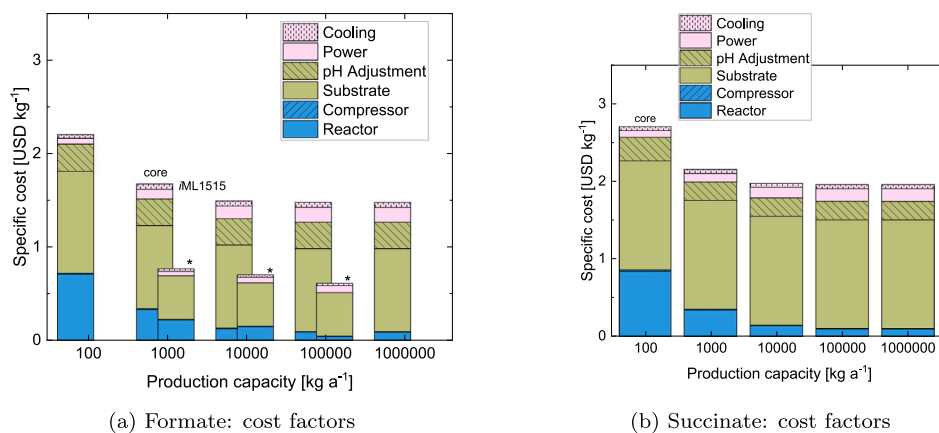 Cooling
Power
pH Adjustment
Substrate
Compressor
Reactor
3
2
1
0
Specific cost [USD kg⁻¹]
core
iML1515
*
*
*
100
1000
10000
100000
1000000
Production capacity [kg a⁻¹]
(a) Formate: cost factors
Cooling
Power
pH Adjustment
Substrate
Compressor
Reactor
3
2
1
0
Specific cost [USD kg⁻¹]
core
100
1000
10000
100000
1000000
Production capacity [kg a⁻¹]
(b) Succinate: cost factors